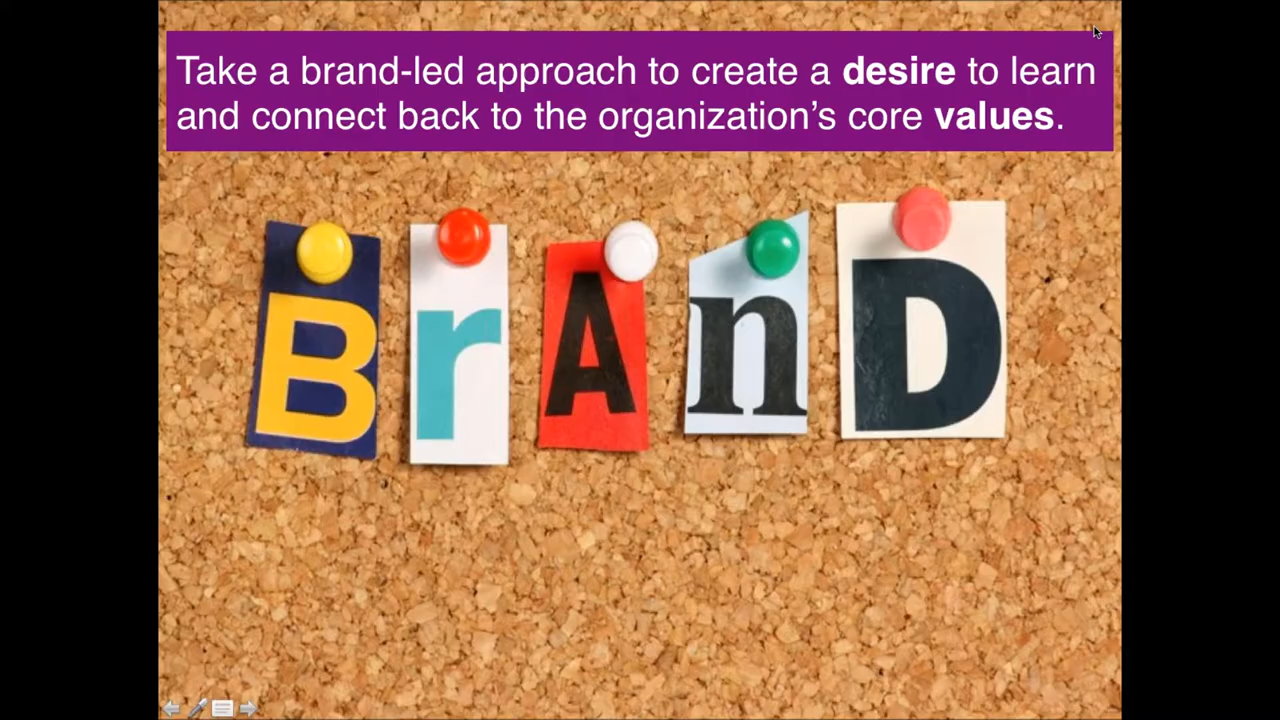 Take a brand-led approach to create a desire to learn
and connect back to the organization’s core values.
BrAnD